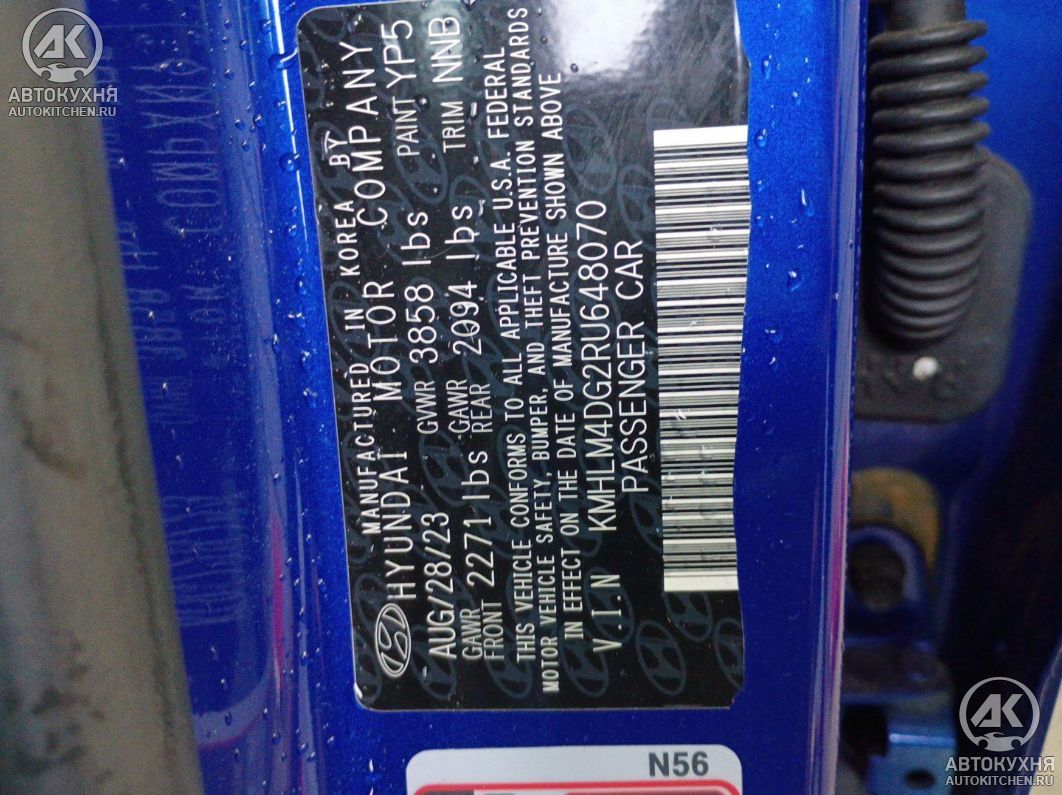 АВТОКУХНЯ
AUTOKITCHEN.RU
MANUFACTURED IN KOREA BY
HYUNDAI MOTOR COMPANY
AUG/28/23 GVWR 3858 lbs PAINT YP5
GAWR FRONT 2271 lbs GAWR REAR 2094 lbs TRIM NNB
THIS VEHICLE CONFORMS TO ALL APPLICABLE U.S.A. FEDERAL
MOTOR VEHICLE SAFETY, BUMPER, AND THEFT PREVENTION STANDARDS
IN EFFECT ON THE DATE OF MANUFACTURE SHOWN ABOVE
V.I.N KMHLM4DG2RU648070
PASSENGER CAR
N56
АВТОКУХНЯ
AUTOKITCHEN.RU